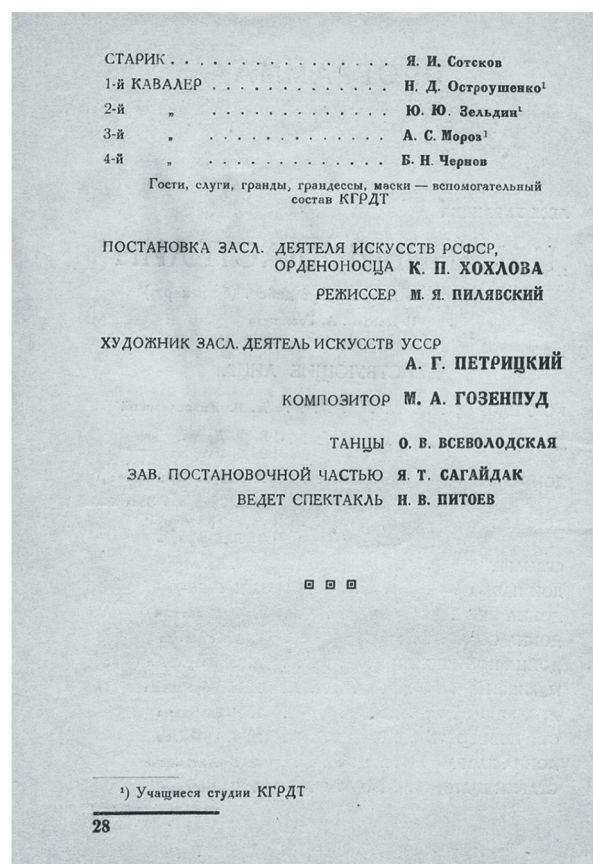 СТАРИК . . . . . . . . . . . . . . . . Я. И. Сотсков
1-й КАВАЛЕР . . . . . . . . . . . . . Н. Д. Остроушенко¹
2-й „ . . . . . . . . . . . . . Ю. Ю. Зельдин¹
3-й „ . . . . . . . . . . . . . А. С. Мороз¹
4-й „ . . . . . . . . . . . . . Б. Н. Чернов
Гости, слуги, гранды, грандессы, маски — вспомогательный
состав КГРДТ
ПОСТАНОВКА ЗАСЛ. ДЕЯТЕЛЯ ИСКУССТВ РСФСР,
ОРДЕНОНОСЦА К. П. ХОХЛОВА
РЕЖИССЕР М. Я. ПИЛЯВСКИЙ
ХУДОЖНИК ЗАСЛ. ДЕЯТЕЛЬ ИСКУССТВ УССР
А. Г. ПЕТРИЦКИЙ
КОМПОЗИТОР М. А. ГОЗЕНПУД
ТАНЦЫ О. В. ВСЕВОЛОДСКАЯ
ЗАВ. ПОСТАНОВОЧНОЙ ЧАСТЬЮ Я. Т. САГАЙДАК
ВЕДЕТ СПЕКТАКЛЬ Н. В. ПИТОЕВ
¹) Учащиеся студии КГРДТ
28